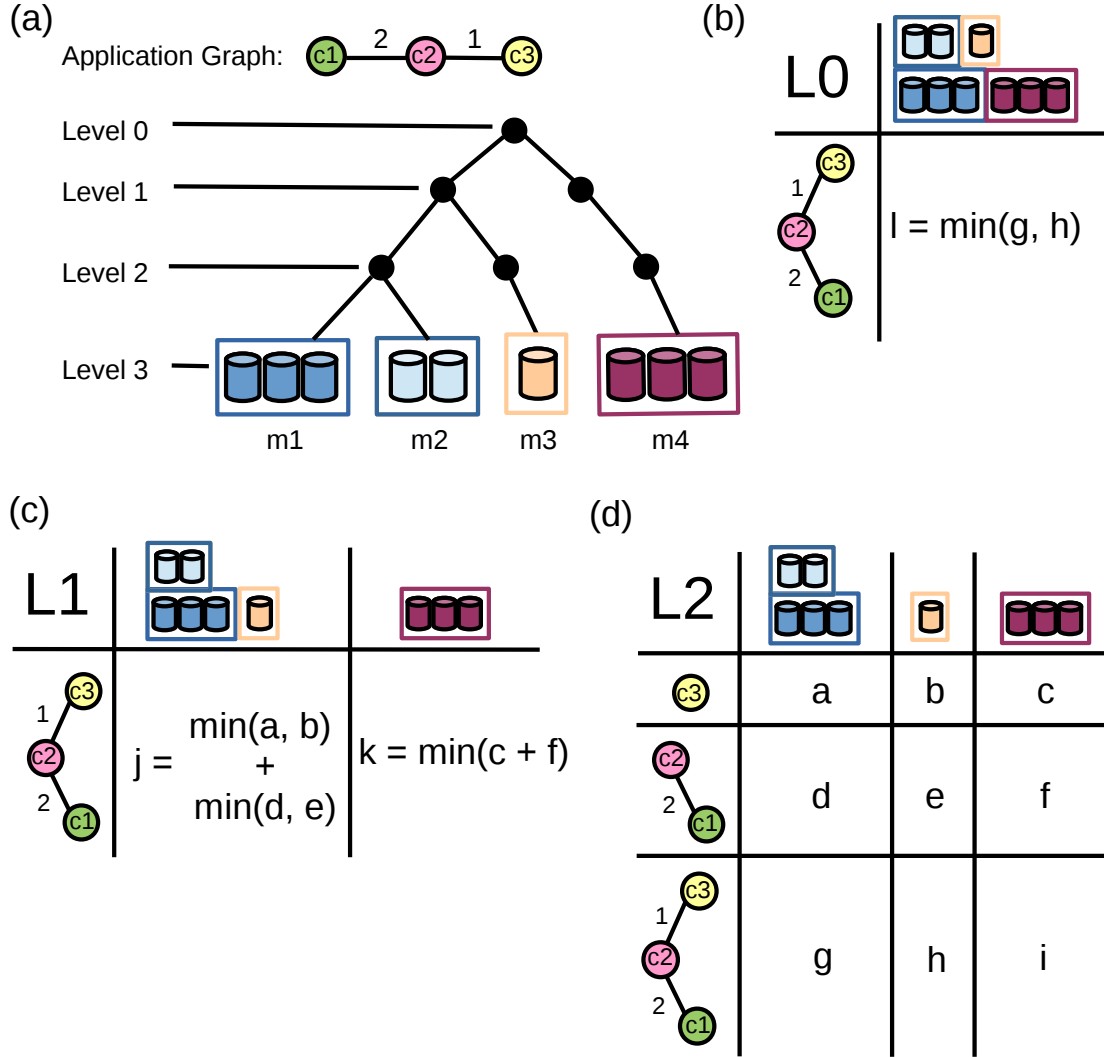 (a)
Application Graph: c1 2 c2 1 c3
Level 0
Level 1
Level 2
Level 3
m1 m2 m3 m4
(b)
L0
c3
1
c2
2
c1
l = min(g, h)
(c)
L1
c3
1
c2
2
c1
j =
min(a, b)
+
min(d, e)
k = min(c + f)
(d)
L2
c3 a b c
c2
2
c1
d e f
c3
1
c2
2
c1
g h i